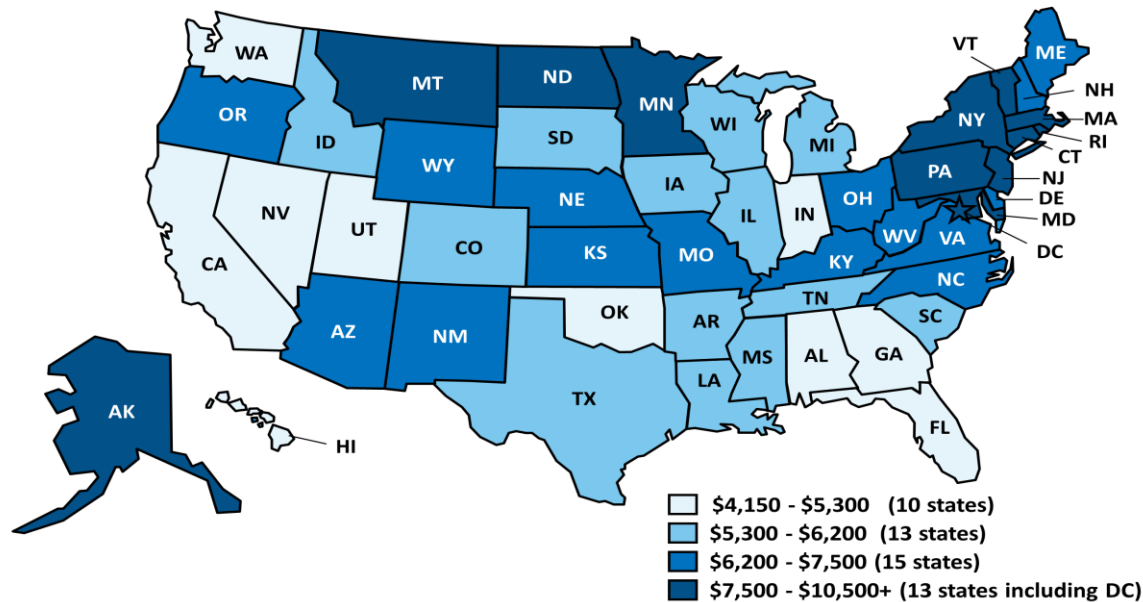 WA
MT
ND
MN
VT
ME
NH
MA
RI
CT
NJ
DE
MD
DC
OR
ID
WY
SD
WI
MI
NY
PA
NV
UT
CO
NE
IA
IL
IN
OH
WV
VA
CA
KS
MO
KY
NC
AZ
NM
OK
AR
TN
SC
TX
LA
MS
AL
GA
FL
AK
HI
$4,150 - $5,300 (10 states)
$5,300 - $6,200 (13 states)
$6,200 - $7,500 (15 states)
$7,500 - $10,500+ (13 states including DC)